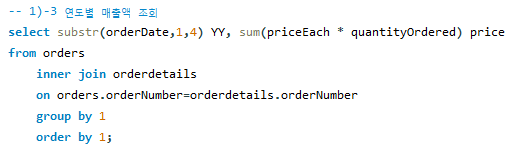 -- 1)-3 연도별 매출액 조회
select substr(orderDate,1,4) YY, sum(priceEach * quantityOrdered) price
from orders
inner join orderdetails
on orders.orderNumber=orderdetails.orderNumber
group by 1
order by 1;